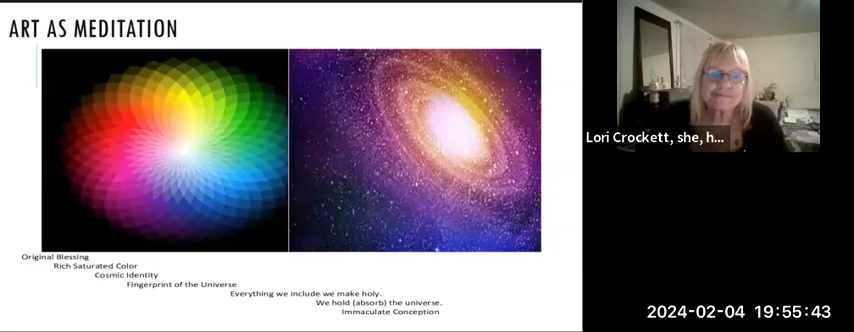 ART AS MEDITATION
Original Blessing
Rich Saturated Color
Cosmic Identity
Fingerprint of the Universe
Everything we include we make holy.
We hold (absorb) the universe.
Immaculate Conception
Lori Crockett, she, h...
2024-02-04 19:55:43